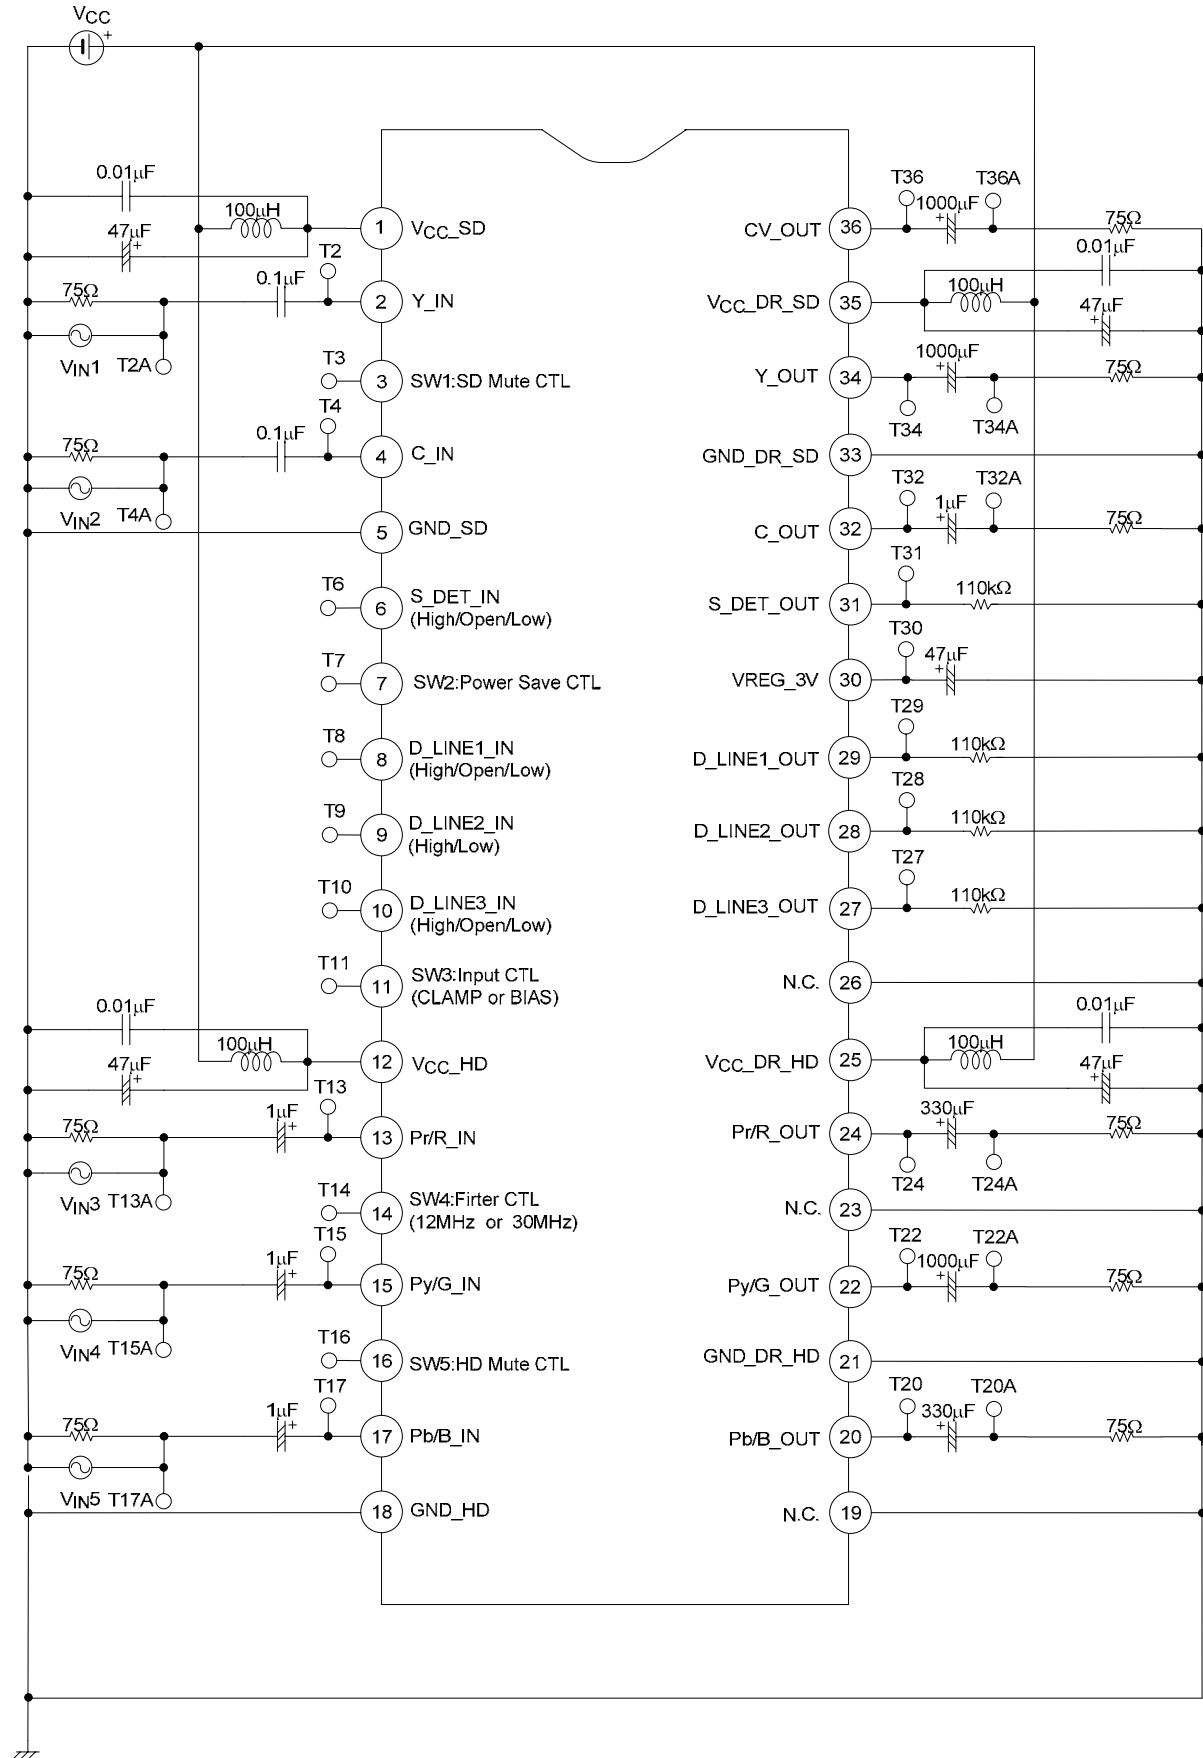 VCC
+
0.01μF
100μH
47μF
+
1
VCC_SD
T2
75Ω
0.1μF
2
Y_IN
VIN1
T2A
T3
3
SW1:SD Mute CTL
T4
75Ω
0.1μF
4
C_IN
VIN2
T4A
5
GND_SD
T6
6
S_DET_IN
(High/Open/Low)
T7
7
SW2:Power Save CTL
T8
8
D_LINE1_IN
(High/Open/Low)
T9
9
D_LINE2_IN
(High/Low)
T10
10
D_LINE3_IN
(High/Open/Low)
T11
11
SW3:Input CTL
(CLAMP or BIAS)
0.01μF
100μH
47μF
+
12
VCC_HD
T13
75Ω
1μF
+
13
Pr/R_IN
VIN3
T13A
T14
14
SW4:Firter CTL
(12MHz or 30MHz)
T15
75Ω
1μF
+
15
Py/G_IN
VIN4
T15A
T16
16
SW5:HD Mute CTL
T17
75Ω
1μF
+
17
Pb/B_IN
VIN5
T17A
18
GND_HD
T36
T36A
1000μF
+
75Ω
CV_OUT
36
0.01μF
100μH
47μF
+
VCC_DR_SD
35
1000μF
+
75Ω
Y_OUT
34
T34
T34A
GND_DR_SD
33
T32
T32A
1μF
+
75Ω
C_OUT
32
T31
110kΩ
S_DET_OUT
31
T30
47μF
+
VREG_3V
30
T29
110kΩ
D_LINE1_OUT
29
T28
110kΩ
D_LINE2_OUT
28
T27
110kΩ
D_LINE3_OUT
27
N.C.
26
0.01μF
100μH
47μF
+
VCC_DR_HD
25
330μF
+
75Ω
Pr/R_OUT
24
T24
T24A
N.C.
23
T22
T22A
1000μF
+
75Ω
Py/G_OUT
22
GND_DR_HD
21
T20
T20A
330μF
+
75Ω
Pb/B_OUT
20
N.C.
19